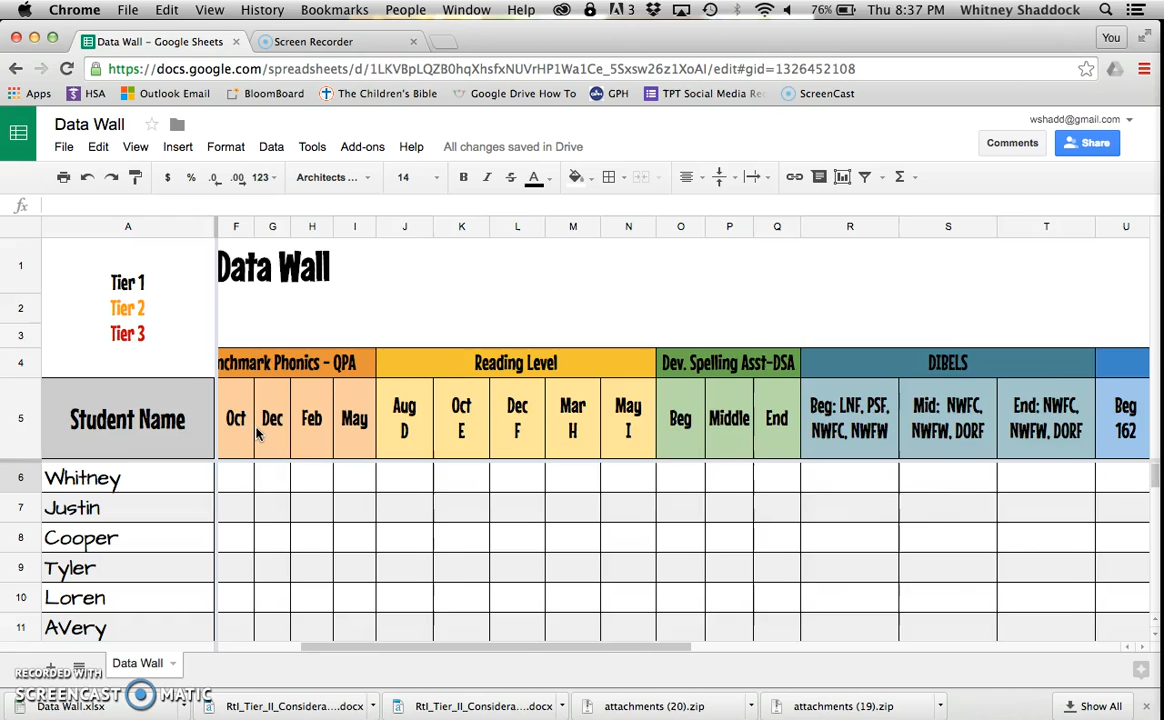 Chrome File Edit View History Bookmarks People Window Help 3 76% Thu 8:37 PM Whitney Shaddock
Data Wall – Google Sheets × Screen Recorder × You
https://docs.google.com/spreadsheets/d/1LKVBpLQZB0hqXhsfxNUVrHP1Wa1Ce_5Sxsw26z1XoAI/edit#gid=1326452108
Apps HSA Outlook Email BloomBoard The Children's Bible Google Drive How To GPH TPT Social Media Re ScreenCast
Data Wall
wshadd@gmail.com
File Edit View Insert Format Data Tools Add-ons Help All changes saved in Drive Comments Share
$ % .0 .00 123 Architects ... 14 B I S A Σ
fx
A F G H I J K L M N O P Q R S T U
1 Data Wall
Tier 1
2 Tier 2
3 Tier 3
4 nchmark Phonics - QPA Reading Level Dev. Spelling Asst-DSA DIBELS
5 Student Name Oct Dec Feb May Aug D Oct E Dec F Mar H May I Beg Middle End Beg: LNF, PSF, NWFC, NWFW Mid: NWFC, NWFW, DORF End: NWFC, NWFW, DORF Beg 162
6 Whitney
7 Justin
8 Cooper
9 Tyler
10 Loren
11 AVery
+ Data Wall
RECORDED WITH
SCREENCAST MATIC
Data Wall.xlsx RtI_Tier_II_Considera....docx RtI_Tier_II_Considera....docx attachments (20).zip attachments (19).zip Show All